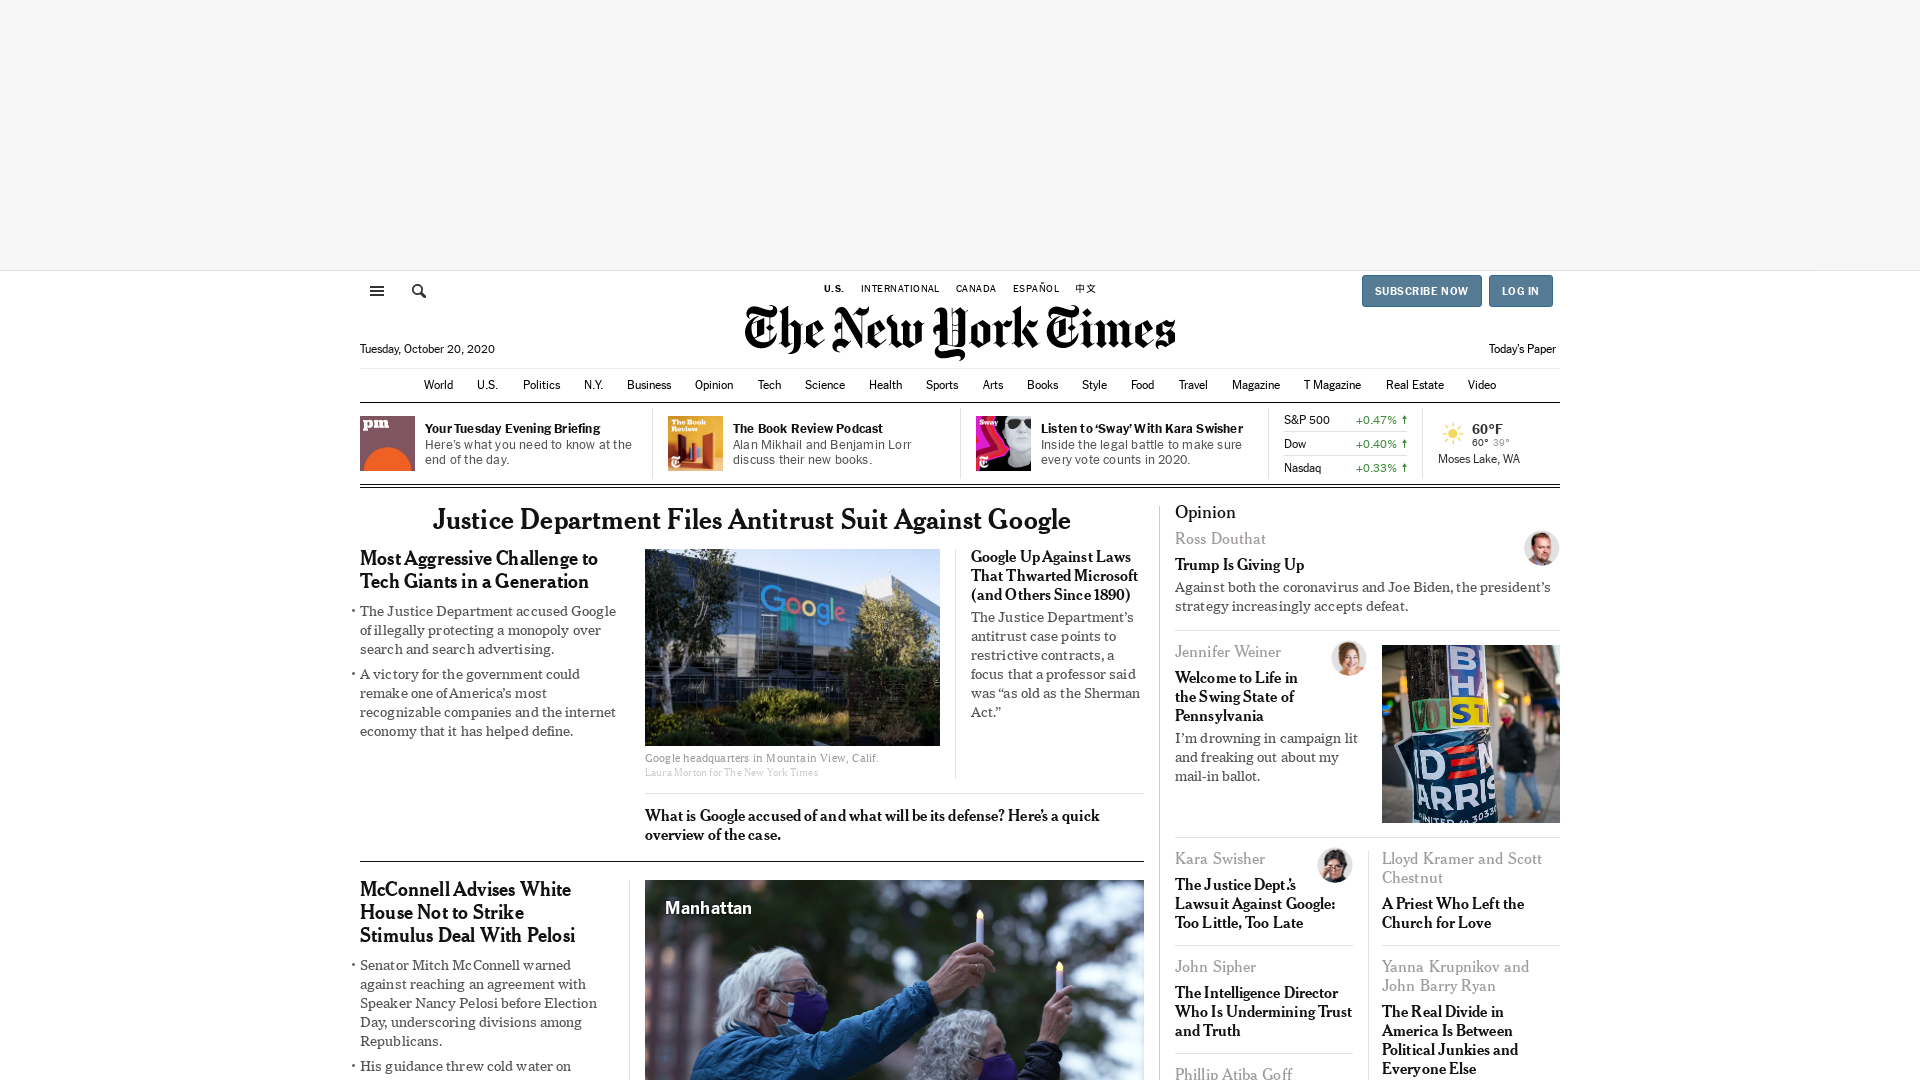 U.S. INTERNATIONAL CANADA ESPAÑOL 中文
SUBSCRIBE NOW LOG IN
The New York Times
Tuesday, October 20, 2020
Today's Paper
World U.S. Politics N.Y. Business Opinion Tech Science Health Sports Arts Books Style Food Travel Magazine T Magazine Real Estate Video
pm
Your Tuesday Evening Briefing
Here's what you need to know at the
end of the day.
The Book
Review
The Book Review Podcast
Alan Mikhail and Benjamin Lorr
discuss their new books.
Sway
Listen to ‘Sway’ With Kara Swisher
Inside the legal battle to make sure
every vote counts in 2020.
S&P 500 +0.47%
Dow +0.40%
Nasdaq +0.33%
60°F
60° 39°
Moses Lake, WA
Justice Department Files Antitrust Suit Against Google
Most Aggressive Challenge to
Tech Giants in a Generation
• The Justice Department accused Google
of illegally protecting a monopoly over
search and search advertising.
• A victory for the government could
remake one of America's most
recognizable companies and the internet
economy that it has helped define.
Google
Google headquarters in Mountain View, Calif.
Laura Morton for The New York Times
Google Up Against Laws
That Thwarted Microsoft
(and Others Since 1890)
The Justice Department's
antitrust case points to
restrictive contracts, a
focus that a professor said
was “as old as the Sherman
Act.”
What is Google accused of and what will be its defense? Here's a quick
overview of the case.
McConnell Advises White
House Not to Strike
Stimulus Deal With Pelosi
• Senator Mitch McConnell warned
against reaching an agreement with
Speaker Nancy Pelosi before Election
Day, underscoring divisions among
Republicans.
• His guidance threw cold water on
Manhattan
Opinion
Ross Douthat
Trump Is Giving Up
Against both the coronavirus and Joe Biden, the president's
strategy increasingly accepts defeat.
Jennifer Weiner
Welcome to Life in
the Swing State of
Pennsylvania
I'm drowning in campaign lit
and freaking out about my
mail-in ballot.
Kara Swisher
The Justice Dept.'s
Lawsuit Against Google:
Too Little, Too Late
Lloyd Kramer and Scott
Chestnut
A Priest Who Left the
Church for Love
John Sipher
The Intelligence Director
Who Is Undermining Trust
and Truth
Yanna Krupnikov and
John Barry Ryan
The Real Divide in
America Is Between
Political Junkies and
Everyone Else
Phillip Atiba Goff